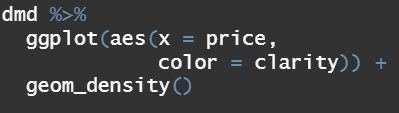 dmd %>%
  ggplot(aes(x = price,
             color = clarity)) +
  geom_density()